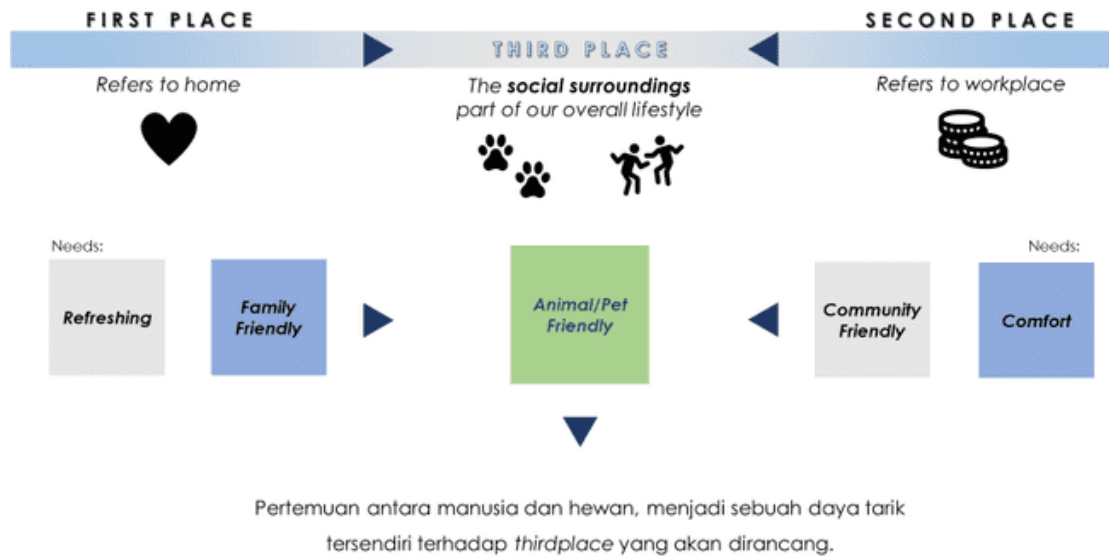 FIRST PLACE
SECOND PLACE
THIRD PLACE
Refers to home
The social surroundings
part of our overall lifestyle
Refers to workplace
Needs:
Needs:
Refreshing
Family
Friendly
Animal/Pet
Friendly
Community
Friendly
Comfort
Pertemuan antara manusia dan hewan, menjadi sebuah daya tarik
tersendiri terhadap thirdplace yang akan dirancang.